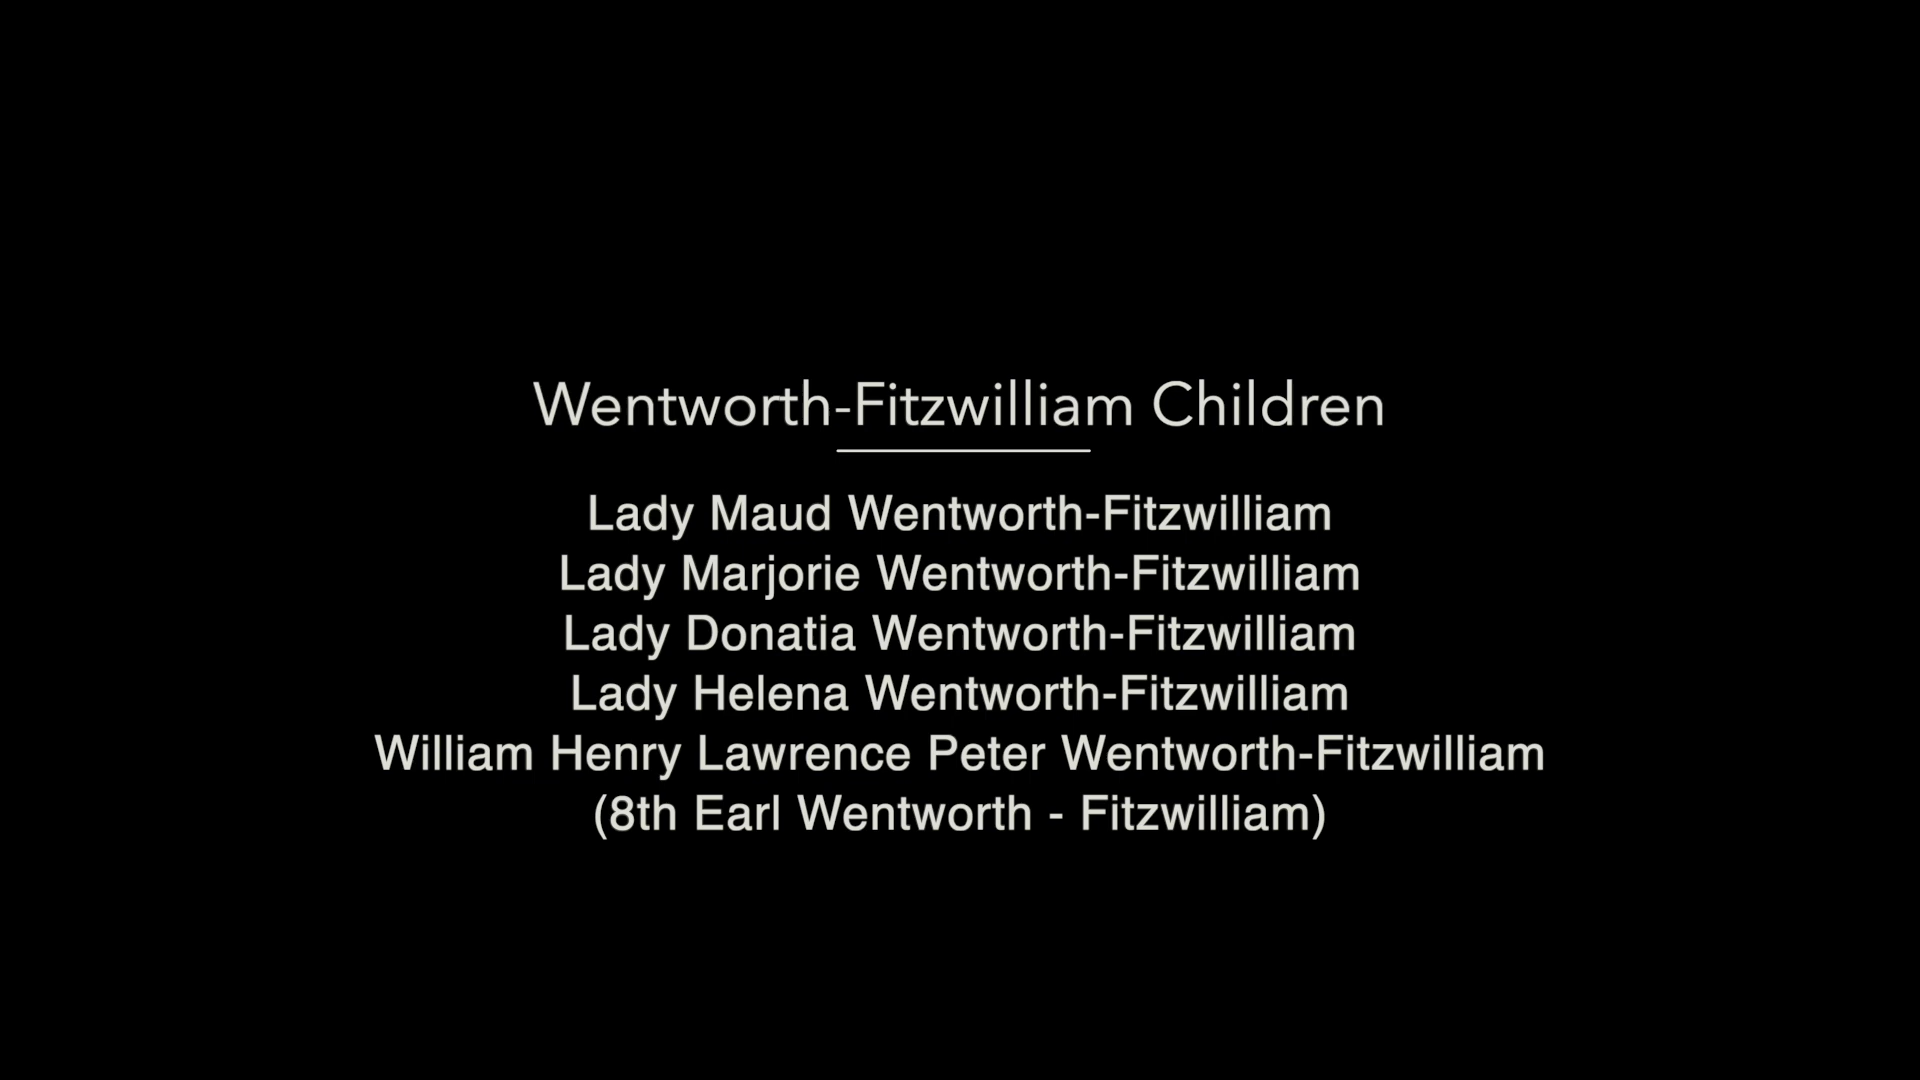 Wentworth-Fitzwilliam Children
Lady Maud Wentworth-Fitzwilliam
Lady Marjorie Wentworth-Fitzwilliam
Lady Donatia Wentworth-Fitzwilliam
Lady Helena Wentworth-Fitzwilliam
William Henry Lawrence Peter Wentworth-Fitzwilliam
(8th Earl Wentworth - Fitzwilliam)